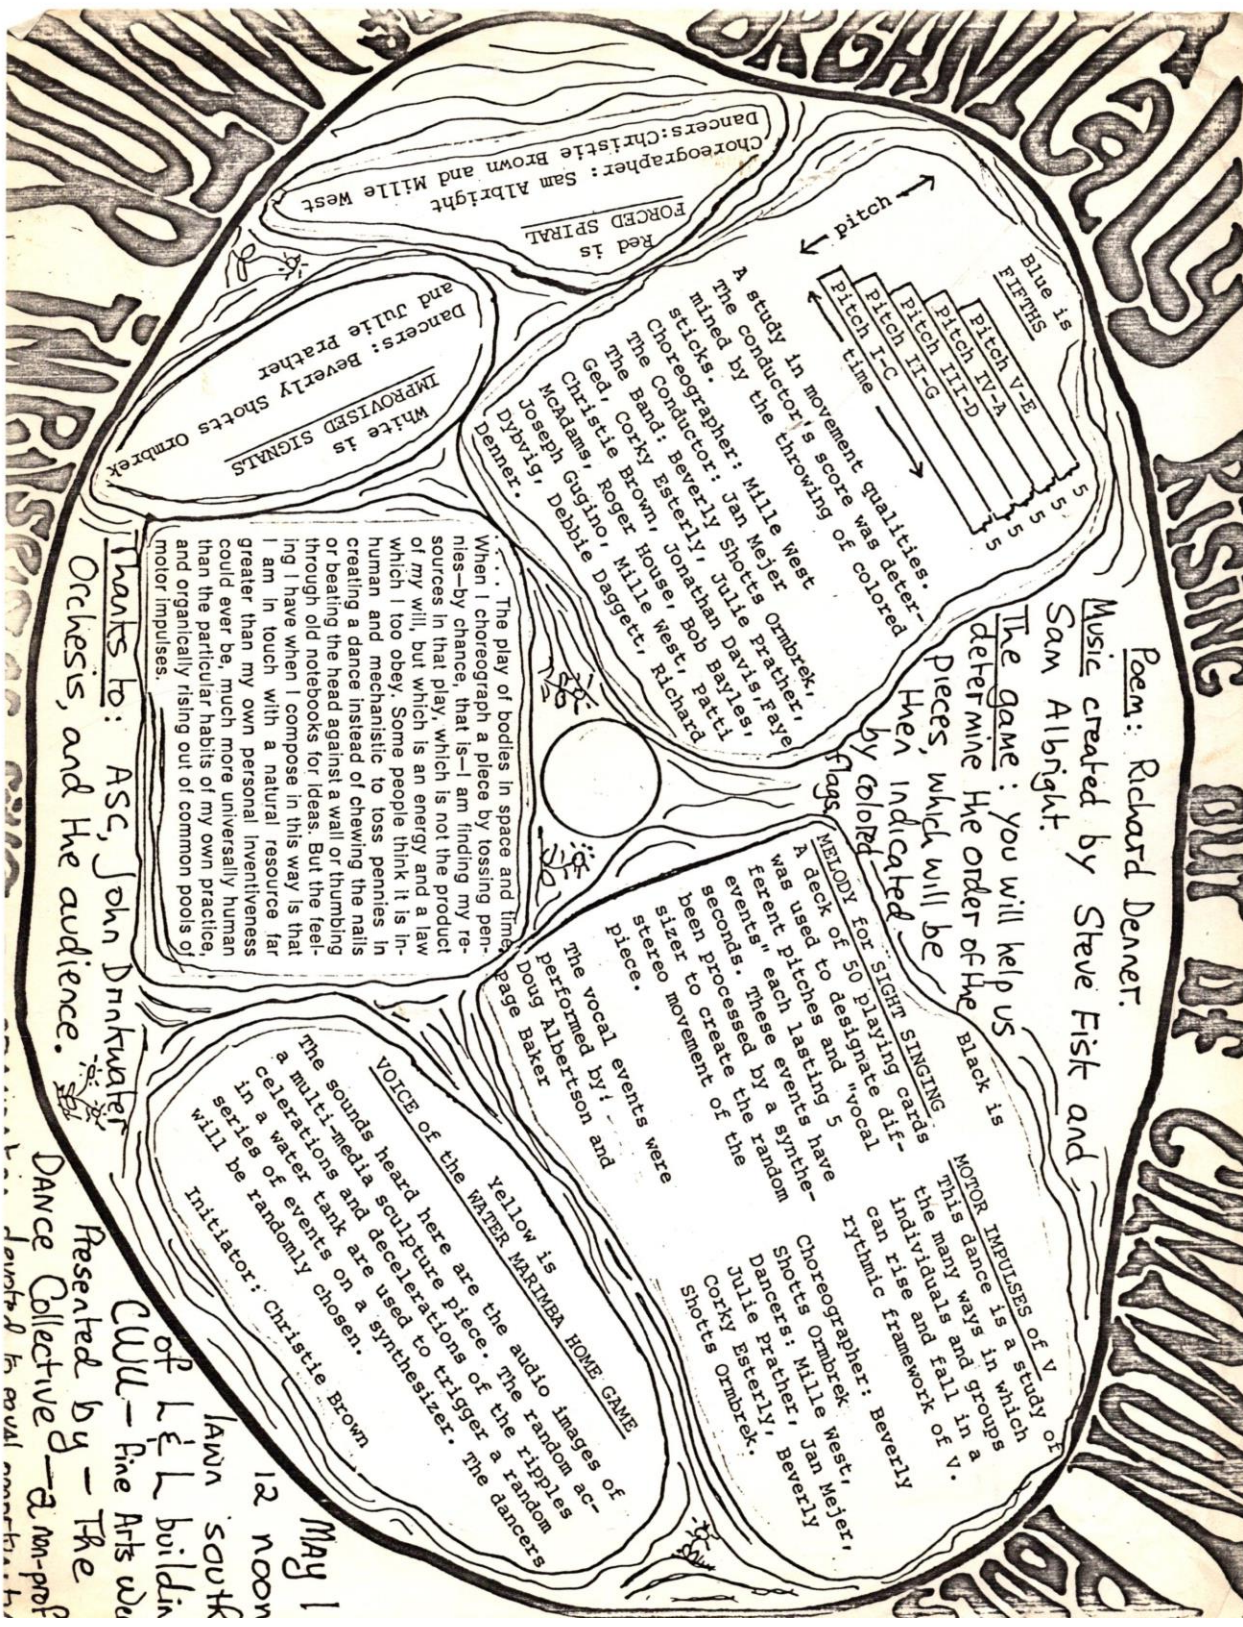 ORGANICALLY
RISING
OUT OF
COMMON
Poem: Richard Denner.
Music created by Steve Fisk and
Sam Albright.
The game: you will help us
determine the order of the
pieces, which will be
then, indicated
by colored
flags.
Blue is
FIFTHS
Pitch V-E
Pitch IV-A
Pitch III-D
Pitch II-G
Pitch I-C
5
5
5
5
5
pitch
time
A study in movement qualities.
The conductor's score was deter-
mined by the throwing of colored
sticks.
Choreographer: Mille West
The Conductor: Jan Mejer
The Band: Beverly Shotts Ormbrek,
Ged, Corky Esterly, Julie Prather,
Christie Brown, Jonathan Davis, Faye
McAdams, Roger House, Bob Bayles,
Joseph Gugino, Mille West, Patti
Dybvig, Debbie Daggett, Richard
Denner.
Red is
FORCED SPIRAL
Choreographer: Sam Albright
Dancers: Christie Brown and Mille West
White is
IMPROVISED SIGNALS
Dancers: Beverly Shotts Ormbrek
and Julie Prather
. . . The play of bodies in space and time.
When I choreograph a piece by tossing pen-
nies—by chance, that is—I am finding my re-
sources in that play, which is not the product
of my will, but which is an energy and a law
which I too obey. Some people think it is in-
human and mechanistic to toss pennies in
creating a dance instead of chewing the nails
or beating the head against a wall or thumbing
through old notebooks for ideas. But the feel-
ing I have when I compose in this way is that
I am in touch with a natural resource far
greater than my own personal inventiveness
could ever be, much more universally human
than the particular habits of my own practice,
and organically rising out of common pools of
motor impulses.
Black is
MELODY for SIGHT SINGING
A deck of 50 playing cards
was used to designate dif-
ferent pitches and "vocal
events" each lasting 5
seconds. These events have
been processed by a synthe-
sizer to create the random
stereo movement of the
piece.
The vocal events were
performed by:
Doug Albertson and
Page Baker
MOTOR IMPULSES of V
This dance is a study of
the many ways in which
individuals and groups
can rise and fall in a
rythmic framework of V.
Choreographer: Beverly
Shotts Ormbrek
Dancers: Mille West,
Julie Prather, Jan Mejer,
Corky Esterly, Beverly
Shotts Ormbrek.
Yellow is
VOICE of the WATER MARIMBA HOME GAME
The sounds heard here are the audio images of
a multi-media sculpture piece. The random ac-
celerations and decelerations of the ripples
in a water tank are used to trigger a random
series of events on a synthesizer. The dancers
will be randomly chosen.
Initiator: Christie Brown
Thanks to: ASC, John Drinkwater
Orchesis, and the audience.
MAY 1
12 noon
lawn south
of L & L buildin
CWU - Fine Arts We
Presented by - The
DANCE Collective - a non-prof
devoted to equal
MOTOR
IMPULSES